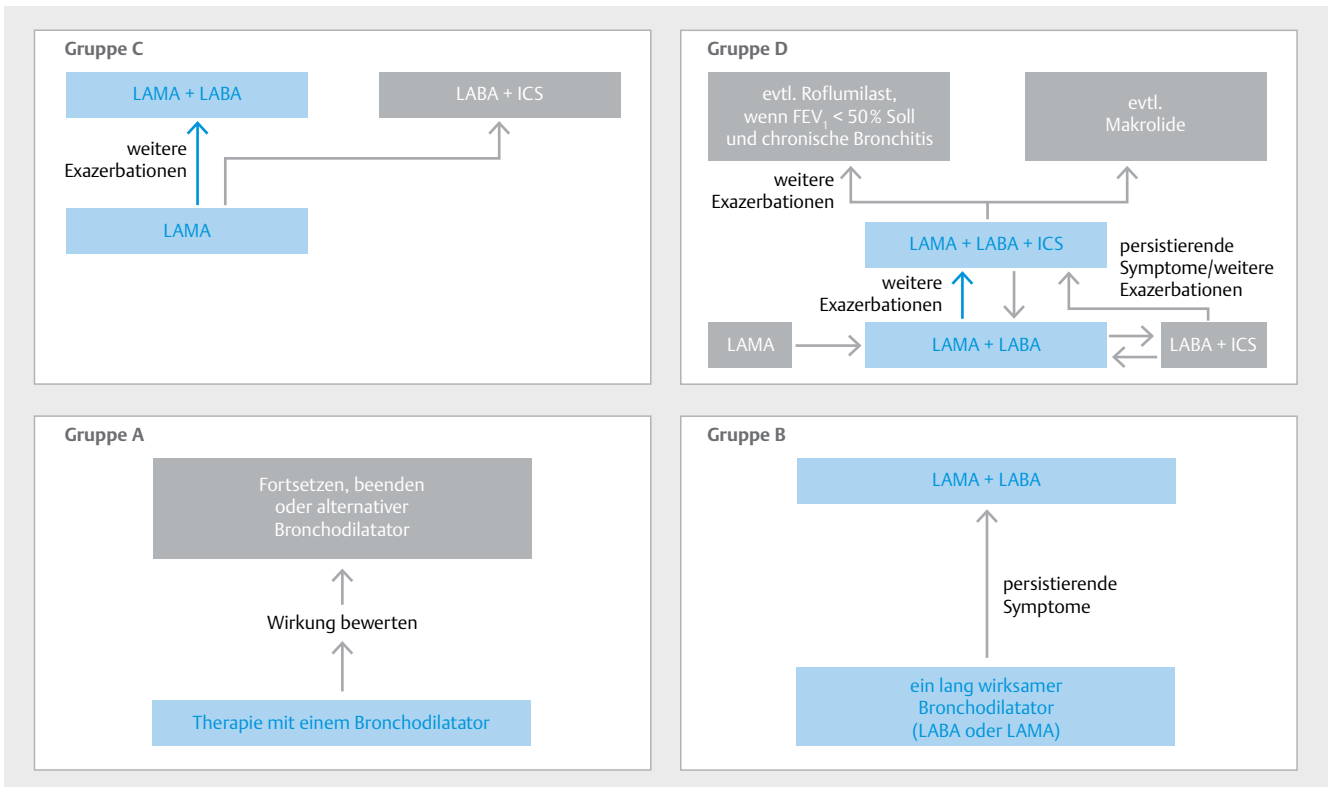 Gruppe C
LAMA + LABA
LABA + ICS
weitere
Exazerbationen
LAMA
Gruppe D
evtl. Roflumilast,
wenn FEV₁ < 50 % Soll
und chronische Bronchitis
evtl.
Makrolide
weitere
Exazerbationen
LAMA + LABA + ICS
persistierende
Symptome/weitere
Exazerbationen
weitere
Exazerbationen
LAMA
LAMA + LABA
LABA + ICS
Gruppe A
Fortsetzen, beenden
oder alternativer
Bronchodilatator
Wirkung bewerten
Therapie mit einem Bronchodilatator
Gruppe B
LAMA + LABA
persistierende
Symptome
ein lang wirksamer
Bronchodilatator
(LABA oder LAMA)